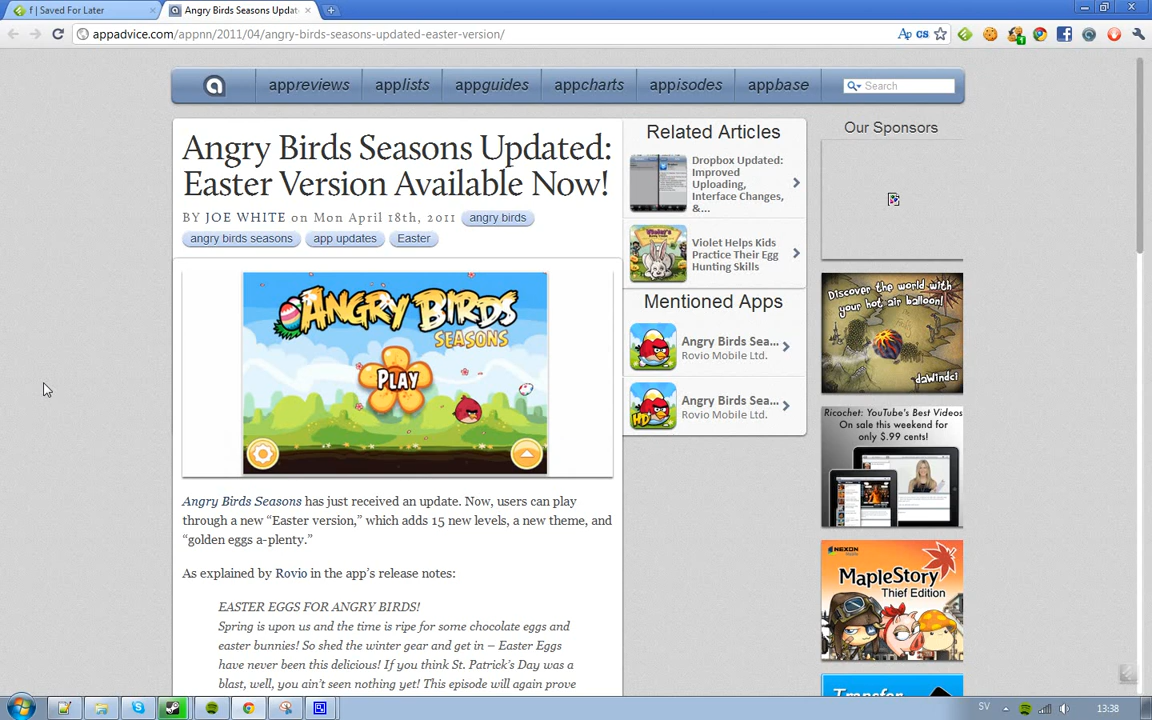 f | Saved For Later
Angry Birds Seasons Updat
appadvice.com/appnn/2011/04/angry-birds-seasons-updated-easter-version/
Ap cs
a
appreviews
applists
appguides
appcharts
appisodes
appbase
Search
Angry Birds Seasons Updated:
Easter Version Available Now!
BY JOE WHITE on Mon April 18th, 2011
angry birds
angry birds seasons
app updates
Easter
ANGRY BIRDS
SEASONS
PLAY
Angry Birds Seasons has just received an update. Now, users can play
through a new “Easter version,” which adds 15 new levels, a new theme, and
“golden eggs a-plenty.”
As explained by Rovio in the app’s release notes:
EASTER EGGS FOR ANGRY BIRDS!
Spring is upon us and the time is ripe for some chocolate eggs and
easter bunnies! So shed the winter gear and get in – Easter Eggs
have never been this delicious! If you think St. Patrick’s Day was a
blast, well, you ain’t seen nothing yet! This episode will again prove
Related Articles
Dropbox Updated:
Improved
Uploading,
Interface Changes,
&...
Violet Helps Kids
Practice Their Egg
Hunting Skills
Mentioned Apps
Angry Birds Sea...
Rovio Mobile Ltd.
HD
Angry Birds Sea...
Rovio Mobile Ltd.
Our Sponsors
Discover the world with
your hot air balloon!
daWindci
Ricochet: YouTube's Best Videos
On sale this weekend for
only $.99 cents!
NEXON
MapleStory
Thief Edition
Transfer
SV
13:38